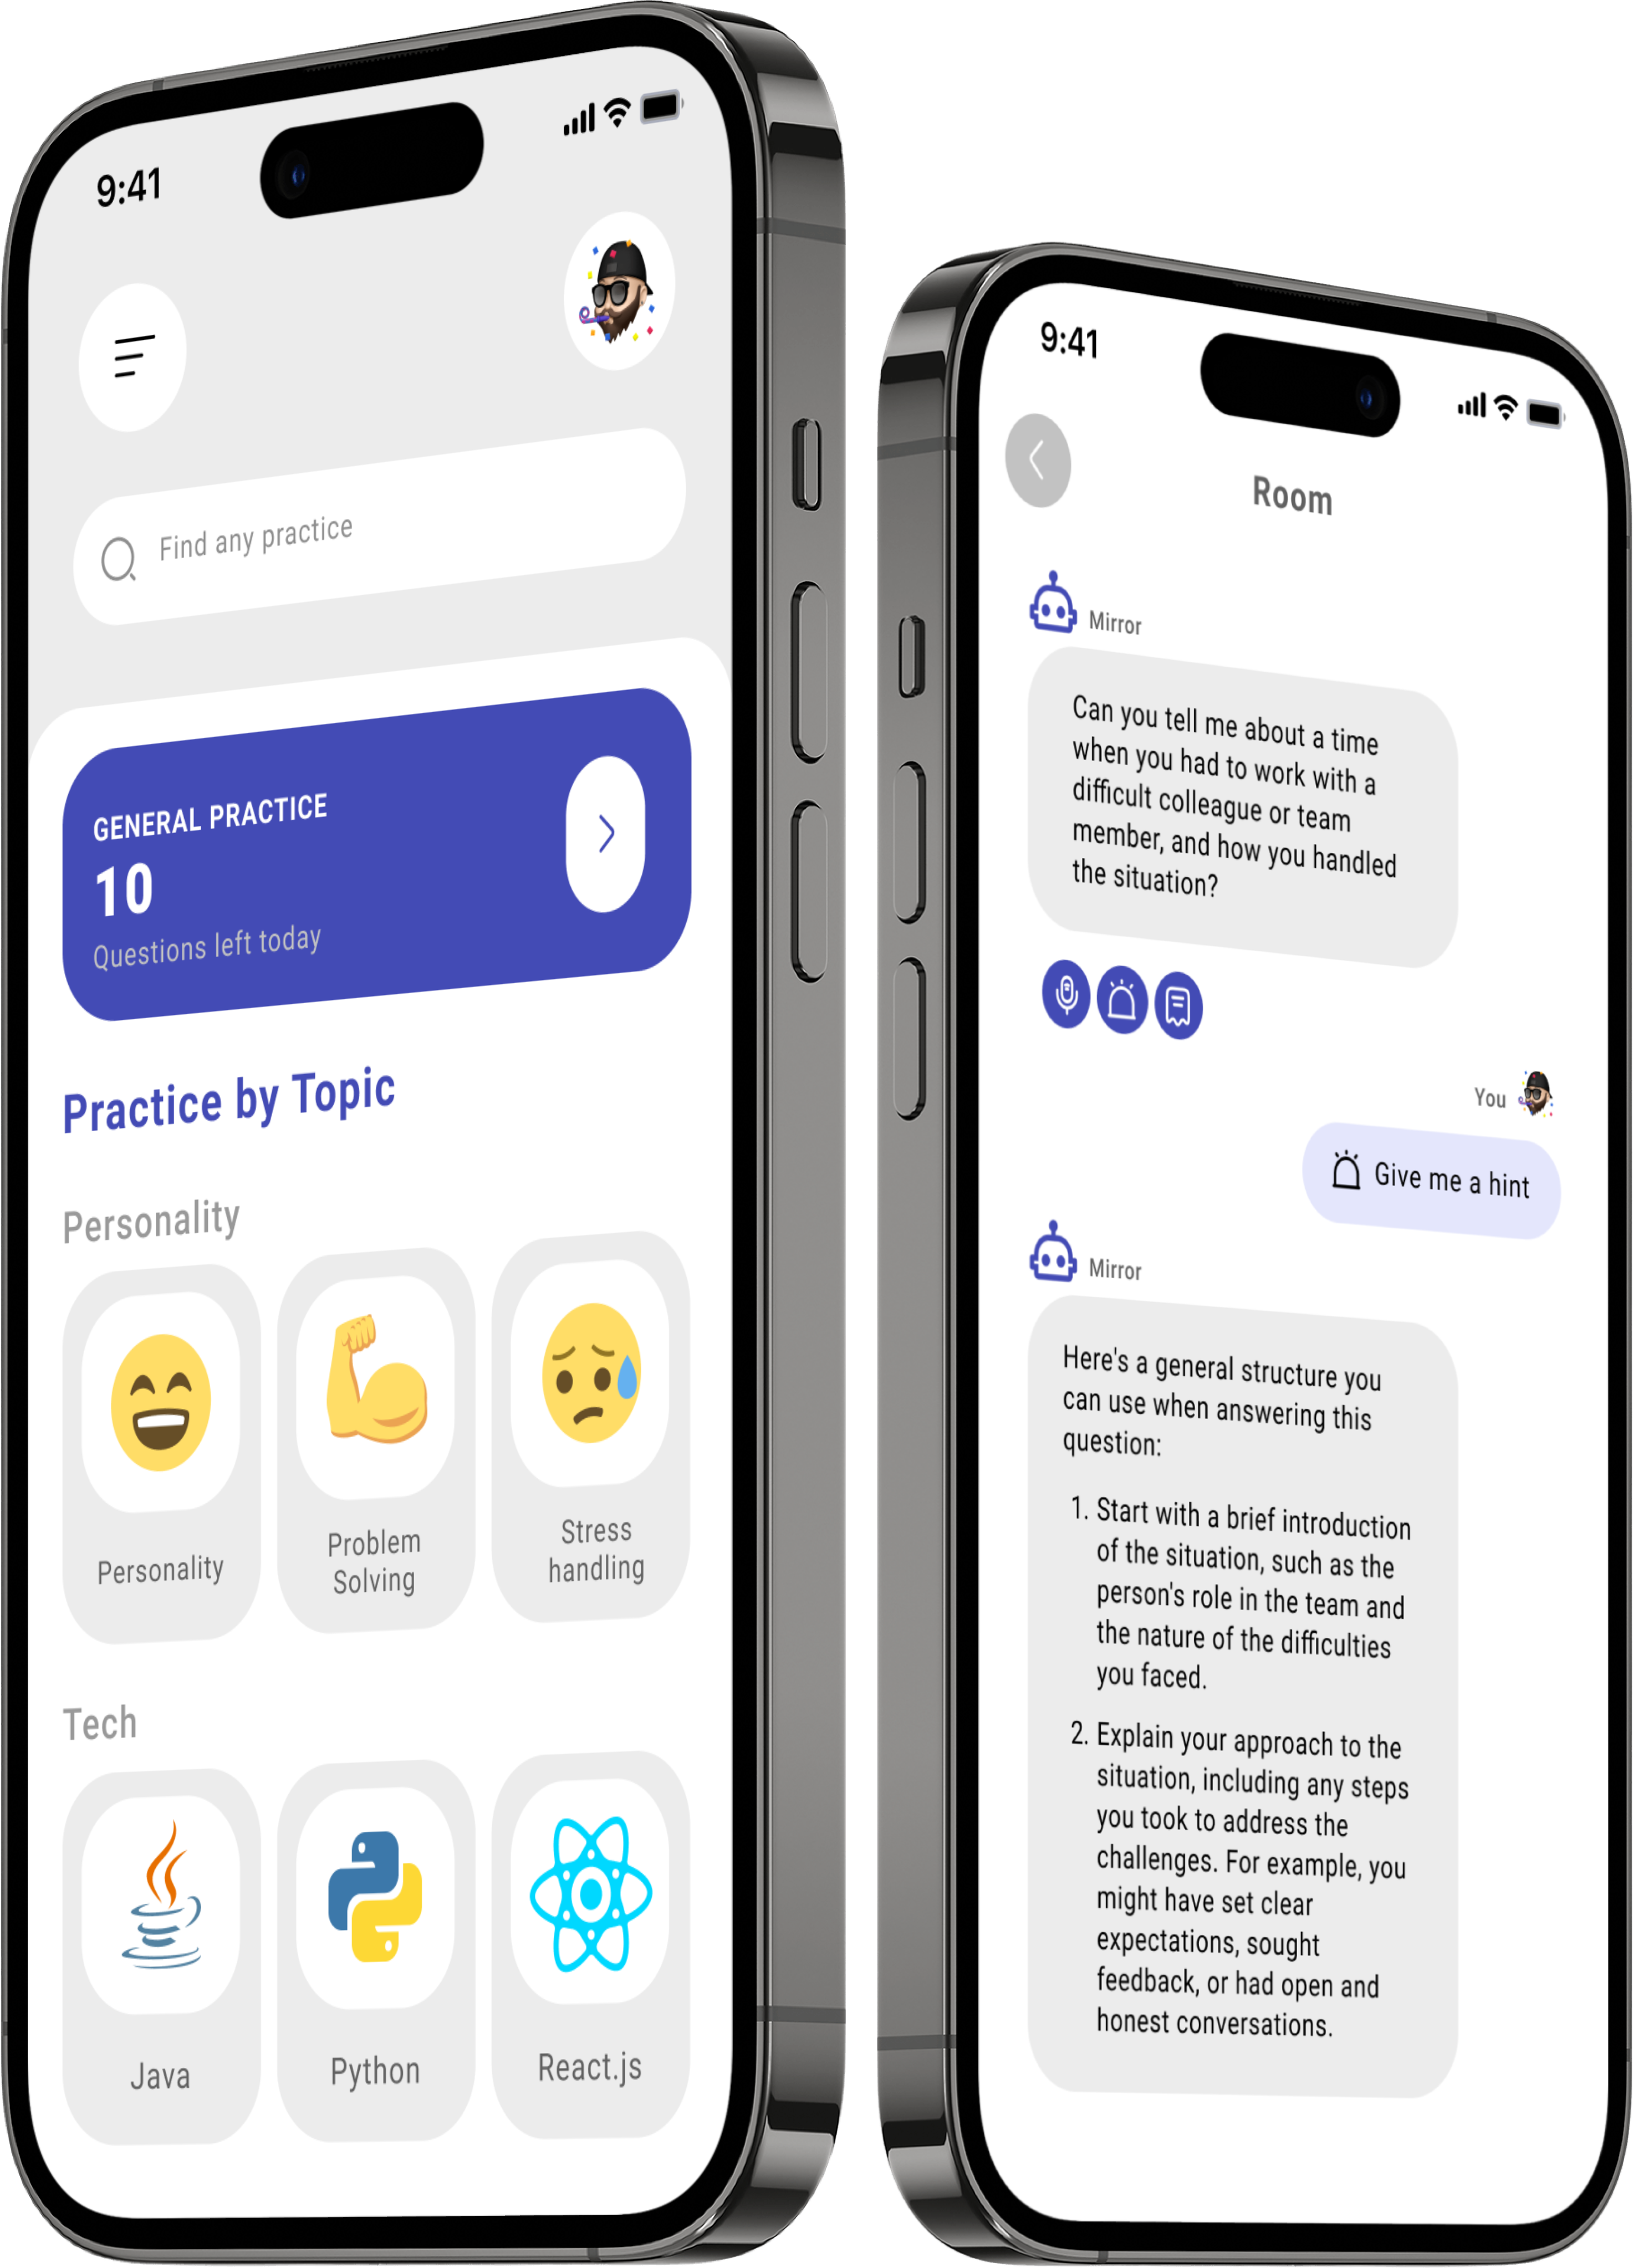 9:41
Find any practice
GENERAL PRACTICE
10
Questions left today
Practice by Topic
Personality
Personality
Problem
Solving
Stress
handling
Tech
Java
Python
React.js
9:41
Room
Mirror
Can you tell me about a time
when you had to work with a
difficult colleague or team
member, and how you handled
the situation?
You
Give me a hint
Mirror
Here's a general structure you
can use when answering this
question:
1. Start with a brief introduction
of the situation, such as the
person's role in the team and
the nature of the difficulties
you faced.
2. Explain your approach to the
situation, including any steps
you took to address the
challenges. For example, you
might have set clear
expectations, sought
feedback, or had open and
honest conversations.